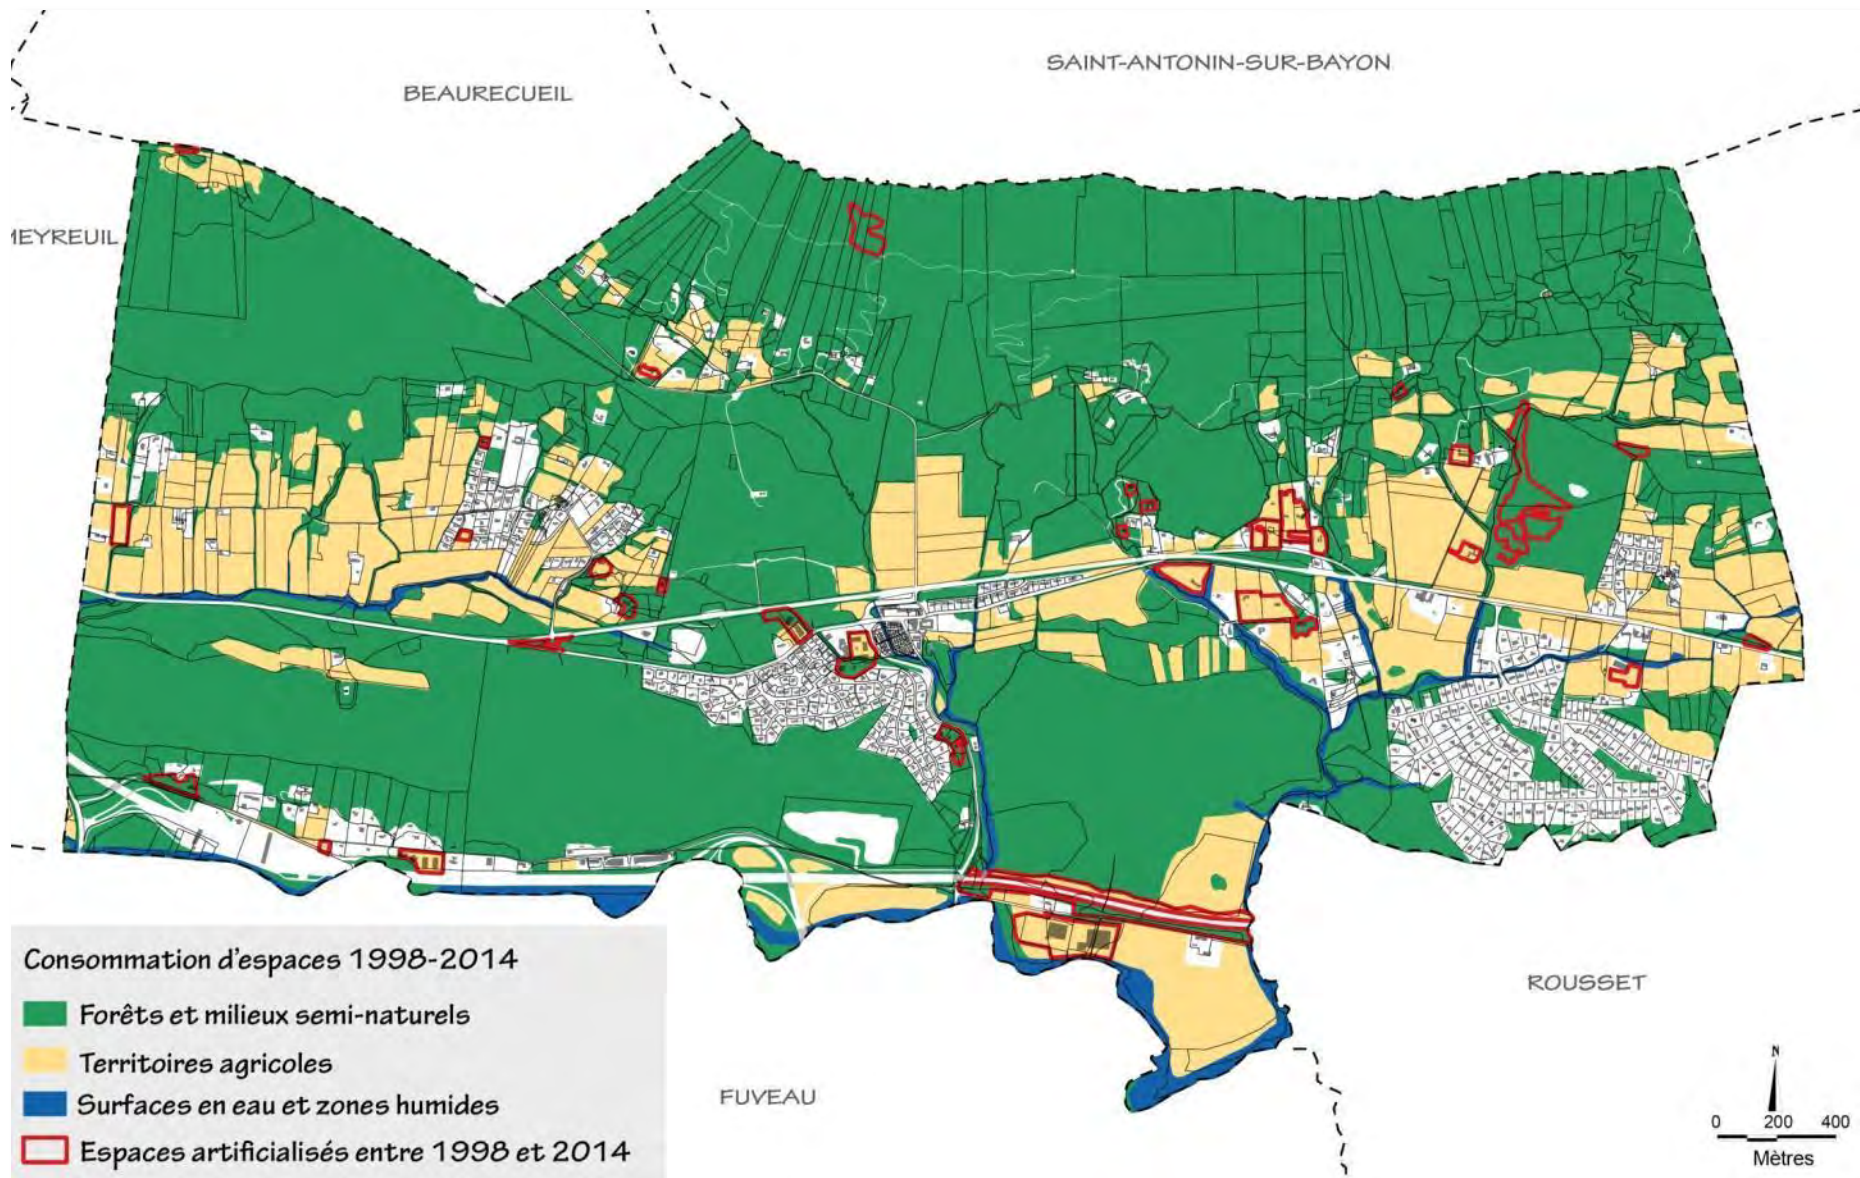 SAINT-ANTONIN-SUR-BAYON
BEAURECUEIL
MEYREUIL
Consommation d'espaces 1998-2014
Forêts et milieux semi-naturels
Territoires agricoles
Surfaces en eau et zones humides
Espaces artificialisés entre 1998 et 2014
FUVEAU
ROUSSET
N
0 200 400
Mètres